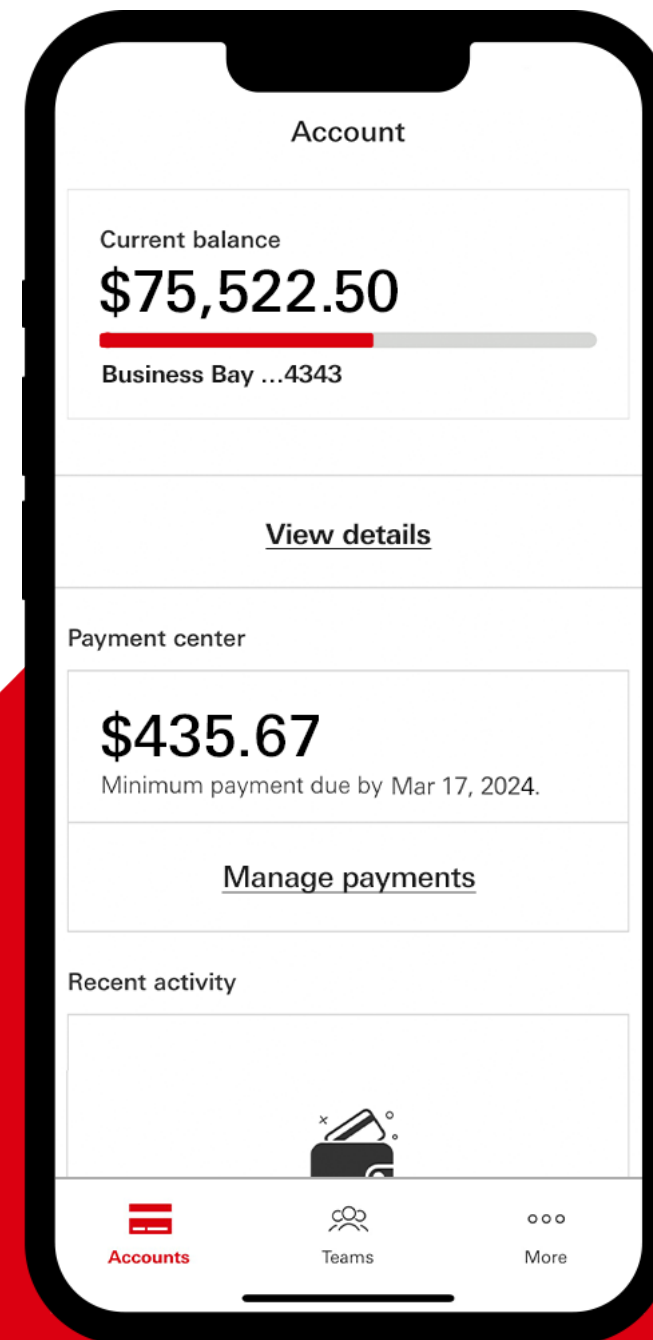 Account
Current balance
$75,522.50
Business Bay ...4343
View details
Payment center
$435.67
Minimum payment due by Mar 17, 2024.
Manage payments
Recent activity
Accounts
Teams
More